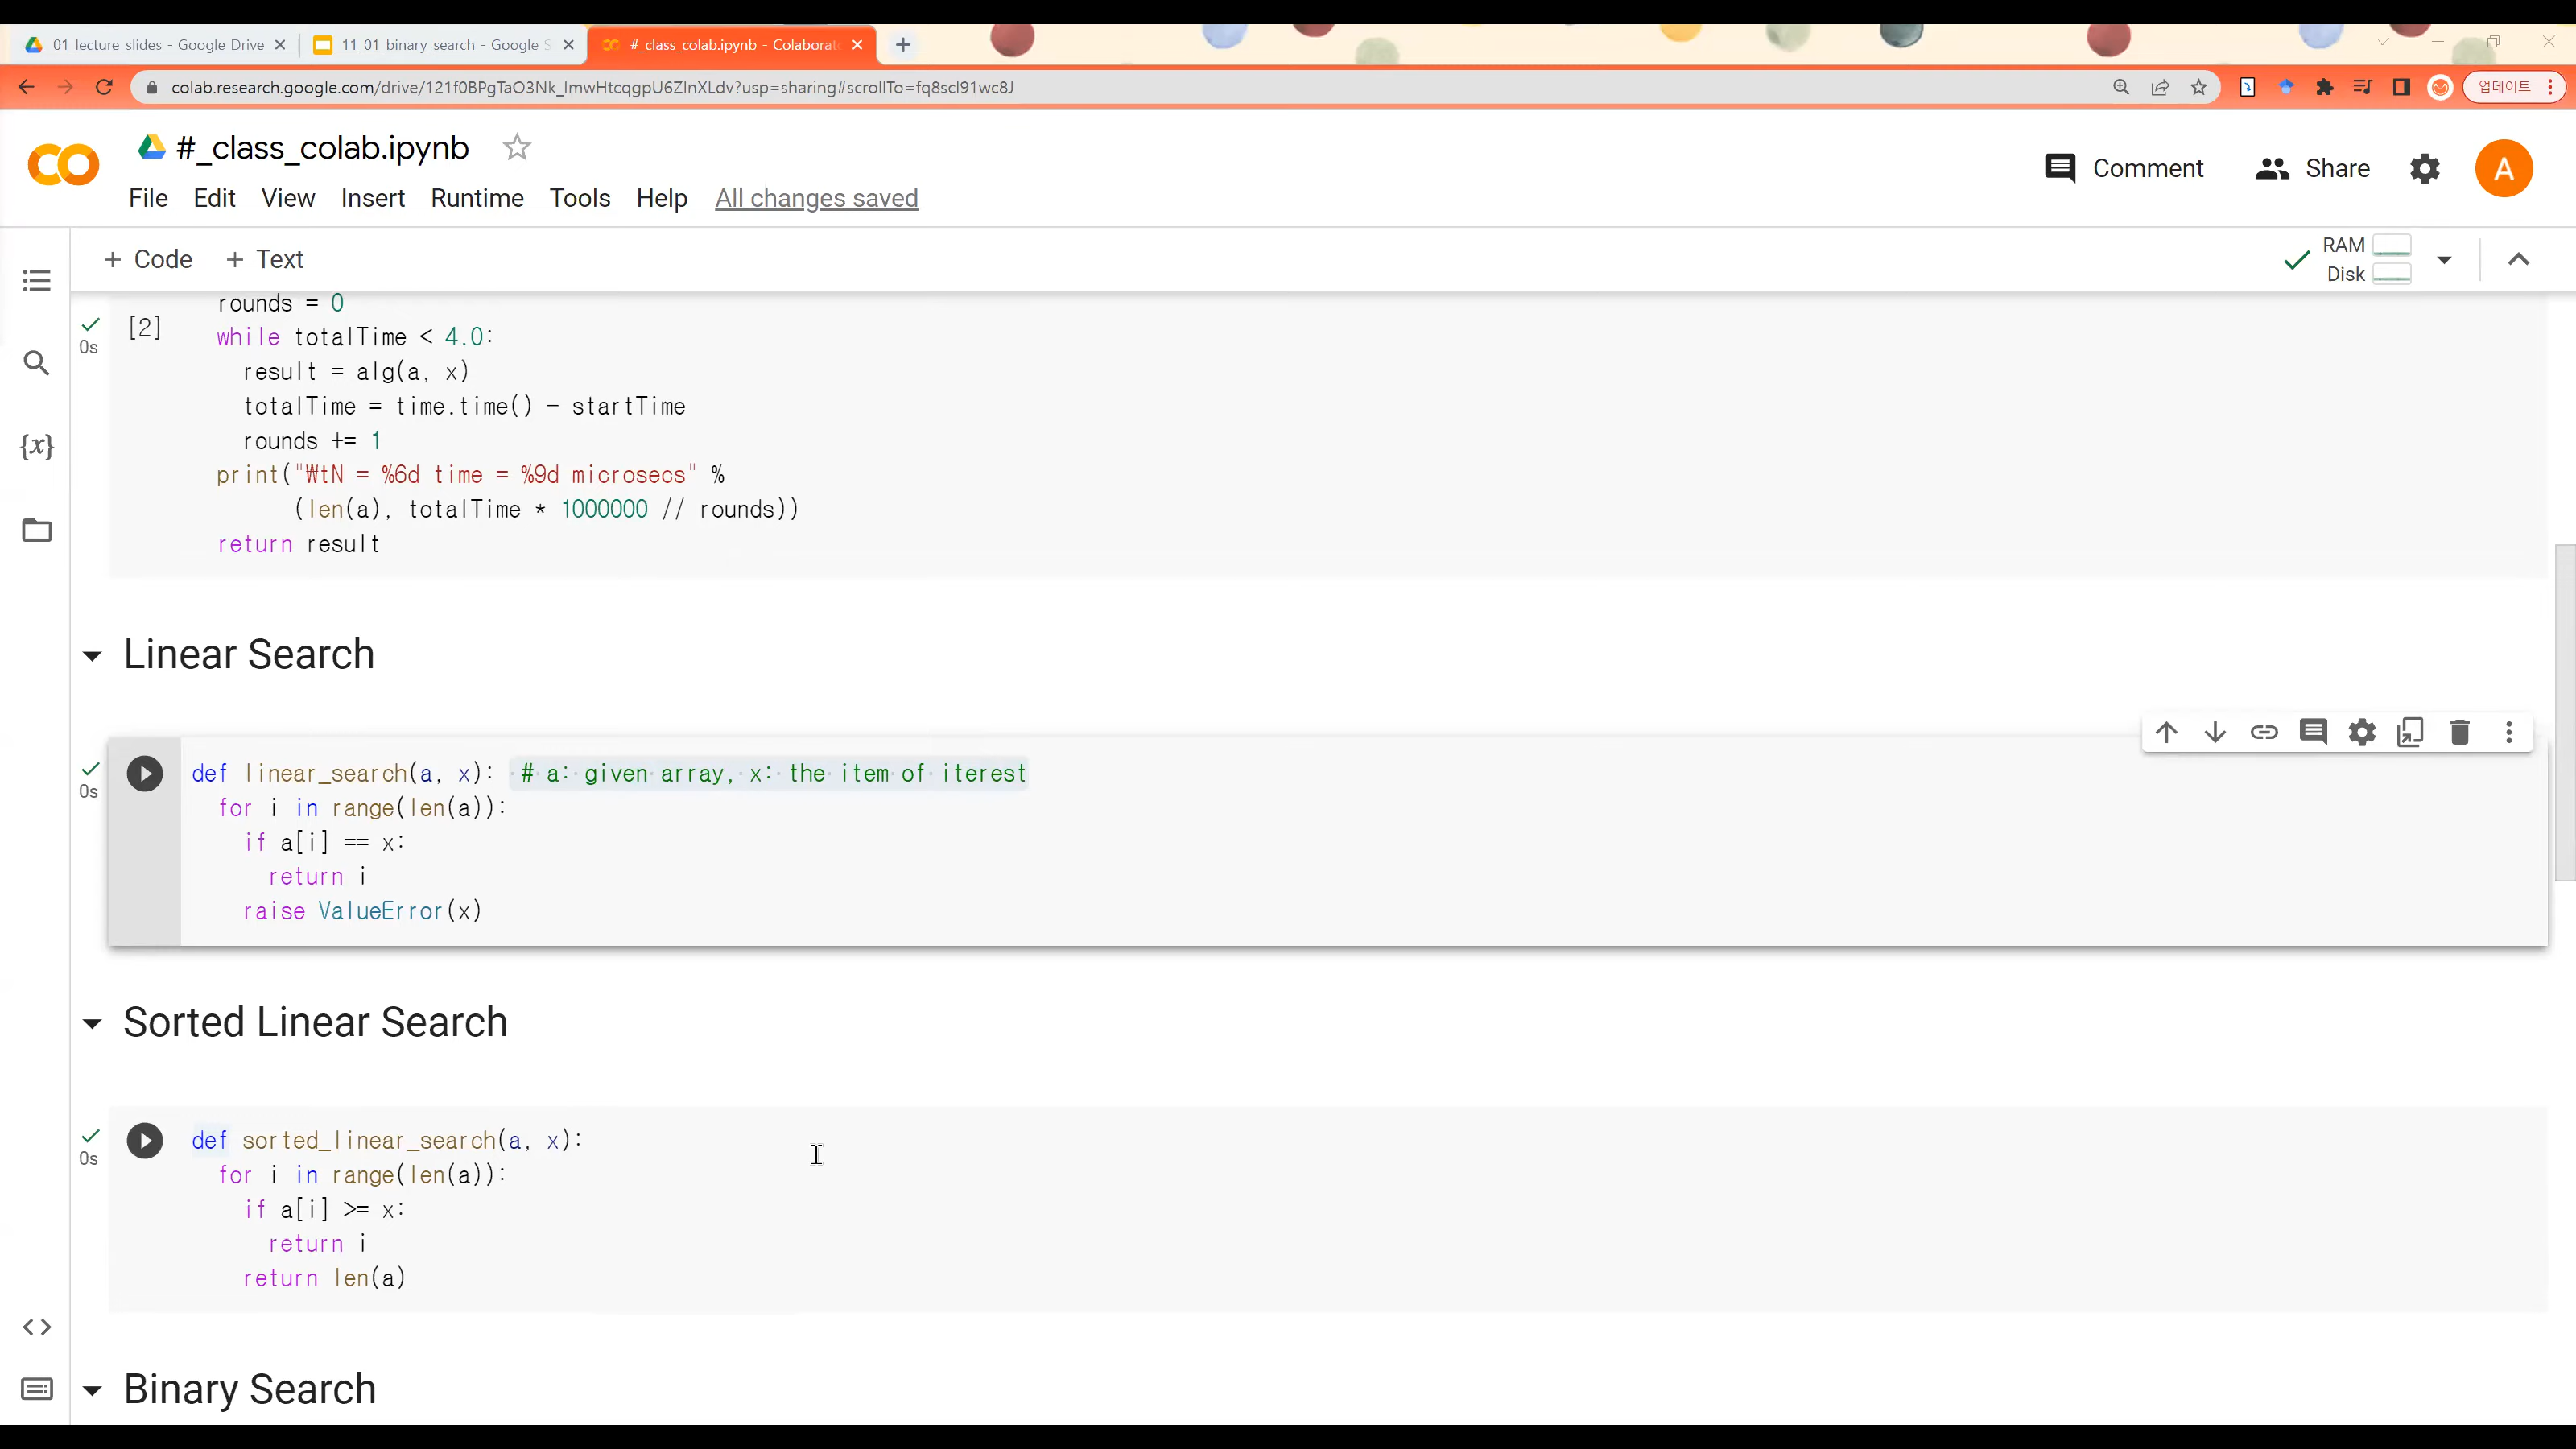 01_lecture_slides - Google Drive
11_01_binary_search - Google S
#_class_colab.ipynb - Colaborat
colab.research.google.com/drive/121f0BPgTaO3Nk_ImwHtcqgpU6ZInXLdv?usp=sharing#scrollTo=fq8scl91wc8J
업데이트
#_class_colab.ipynb
File Edit View Insert Runtime Tools Help All changes saved
Comment Share A
+ Code + Text
RAM
Disk
0s
[2]
rounds = 0
while totalTime < 4.0:
result = alg(a, x)
totalTime = time.time() - startTime
rounds += 1
print("₩tN = %6d time = %9d microsecs" %
(len(a), totalTime * 1000000 // rounds))
return result
Linear Search
0s
def linear_search(a, x): # a: given array, x: the item of iterest
for i in range(len(a)):
if a[i] == x:
return i
raise ValueError(x)
Sorted Linear Search
0s
def sorted_linear_search(a, x):
for i in range(len(a)):
if a[i] >= x:
return i
return len(a)
Binary Search